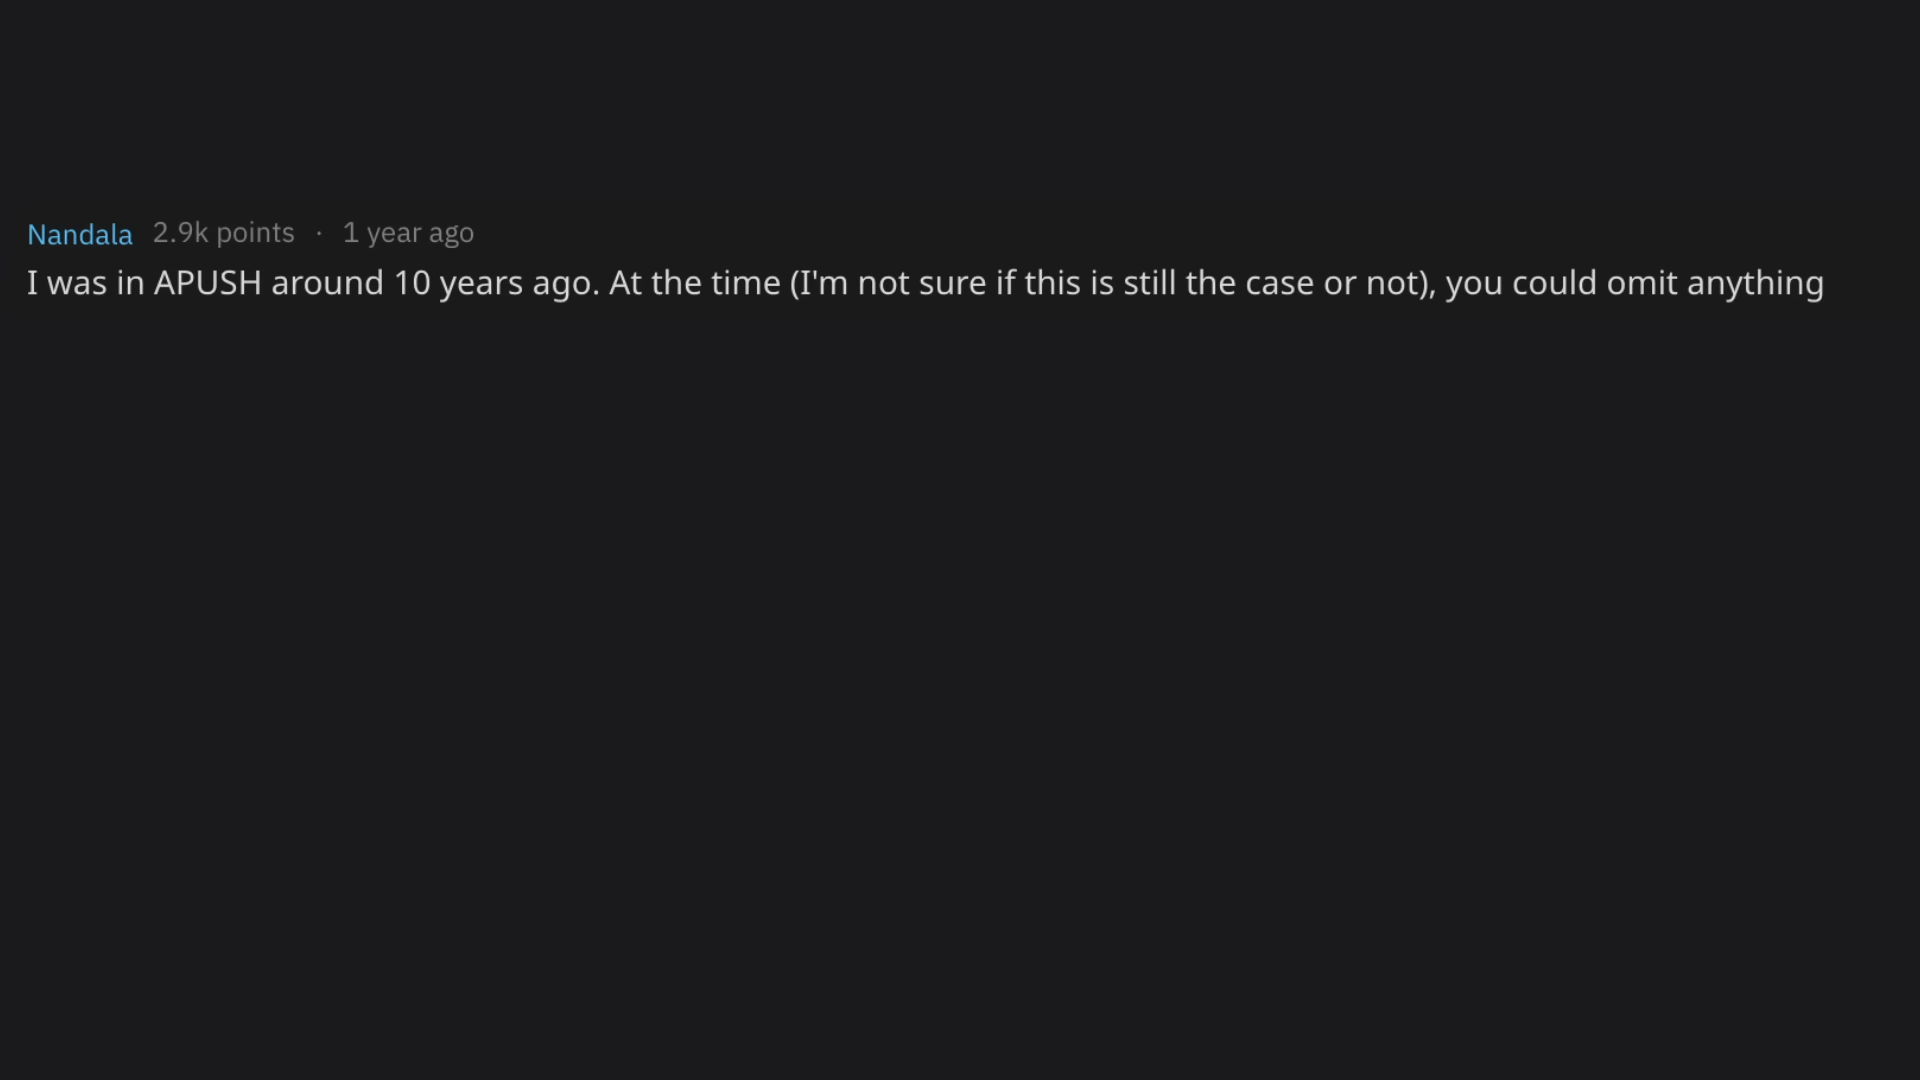 Nandala 2.9k points · 1 year ago
I was in APUSH around 10 years ago. At the time (I'm not sure if this is still the case or not), you could omit anything